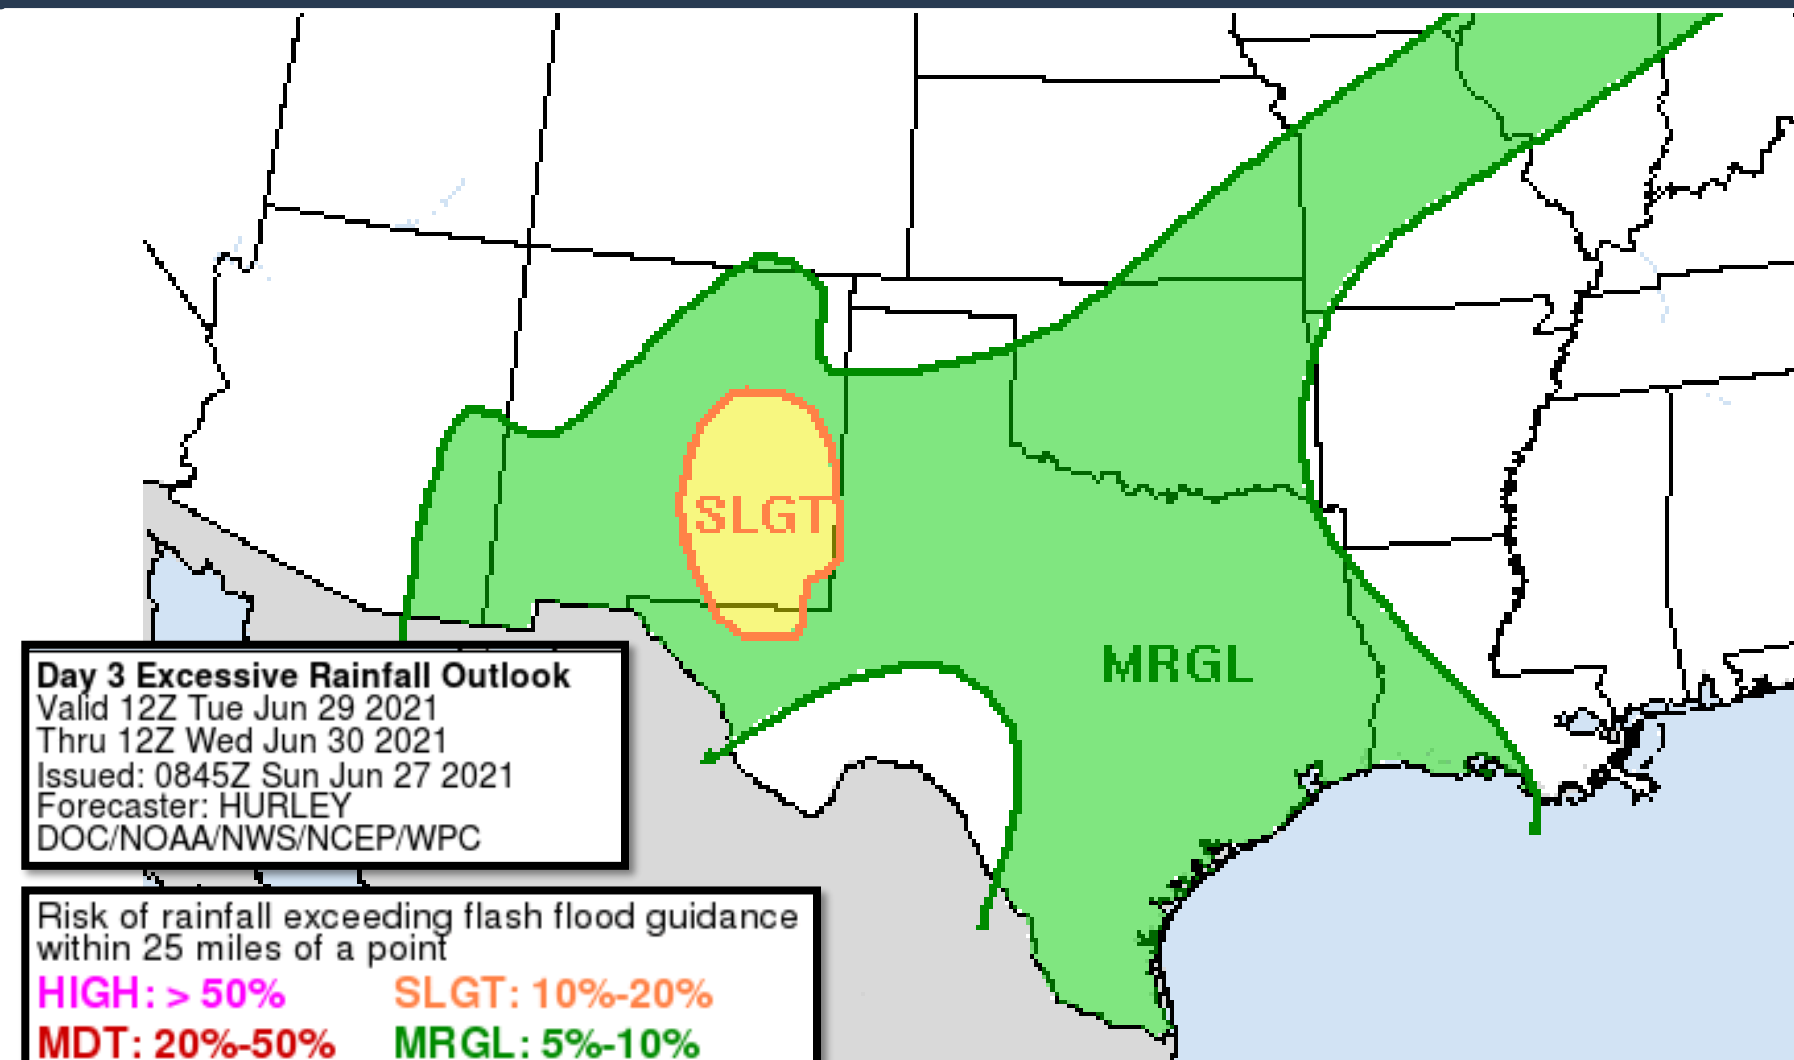 SLGT
MRGL
Day 3 Excessive Rainfall Outlook
Valid 12Z Tue Jun 29 2021
Thru 12Z Wed Jun 30 2021
Issued: 0845Z Sun Jun 27 2021
Forecaster: HURLEY
DOC/NOAA/NWS/NCEP/WPC
Risk of rainfall exceeding flash flood guidance
within 25 miles of a point
HIGH: > 50% SLGT: 10%-20%
MDT: 20%-50% MRGL: 5%-10%